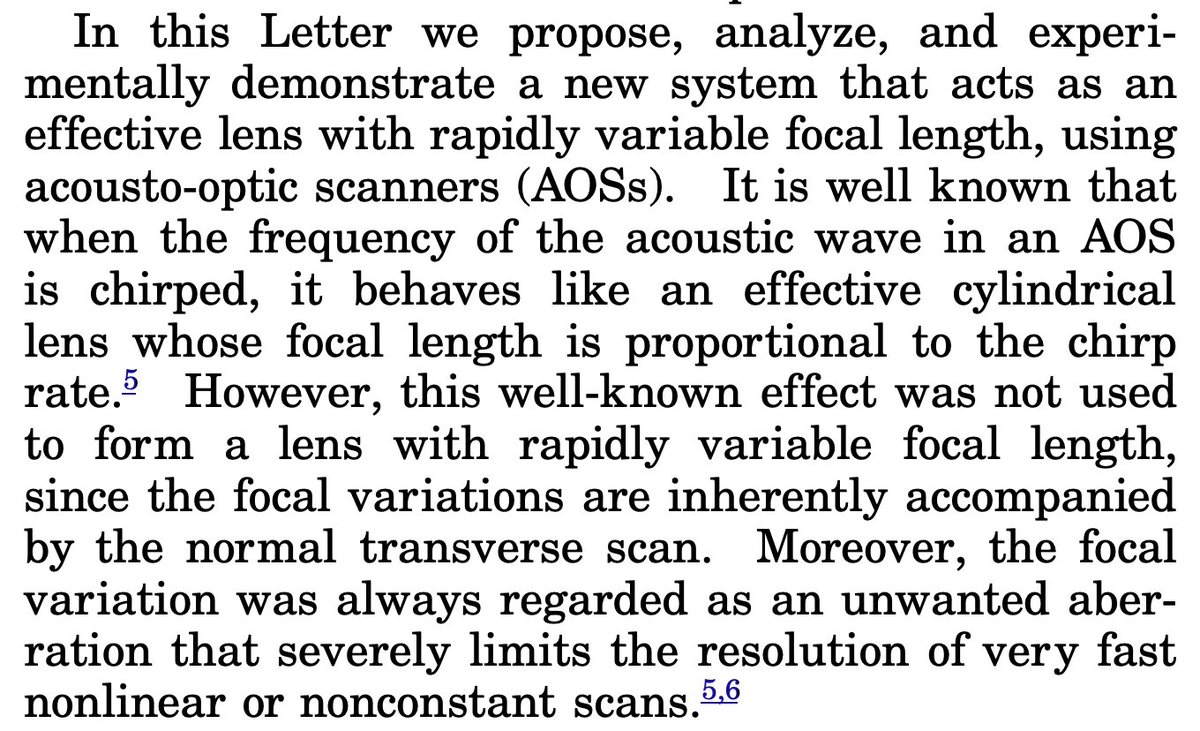 In this Letter we propose, analyze, and experi-
mentally demonstrate a new system that acts as an
effective lens with rapidly variable focal length, using
acousto-optic scanners (AOSs). It is well known that
when the frequency of the acoustic wave in an AOS
is chirped, it behaves like an effective cylindrical
lens whose focal length is proportional to the chirp
rate.5 However, this well-known effect was not used
to form a lens with rapidly variable focal length,
since the focal variations are inherently accompanied
by the normal transverse scan. Moreover, the focal
variation was always regarded as an unwanted aber-
ration that severely limits the resolution of very fast
nonlinear or nonconstant scans.5,6